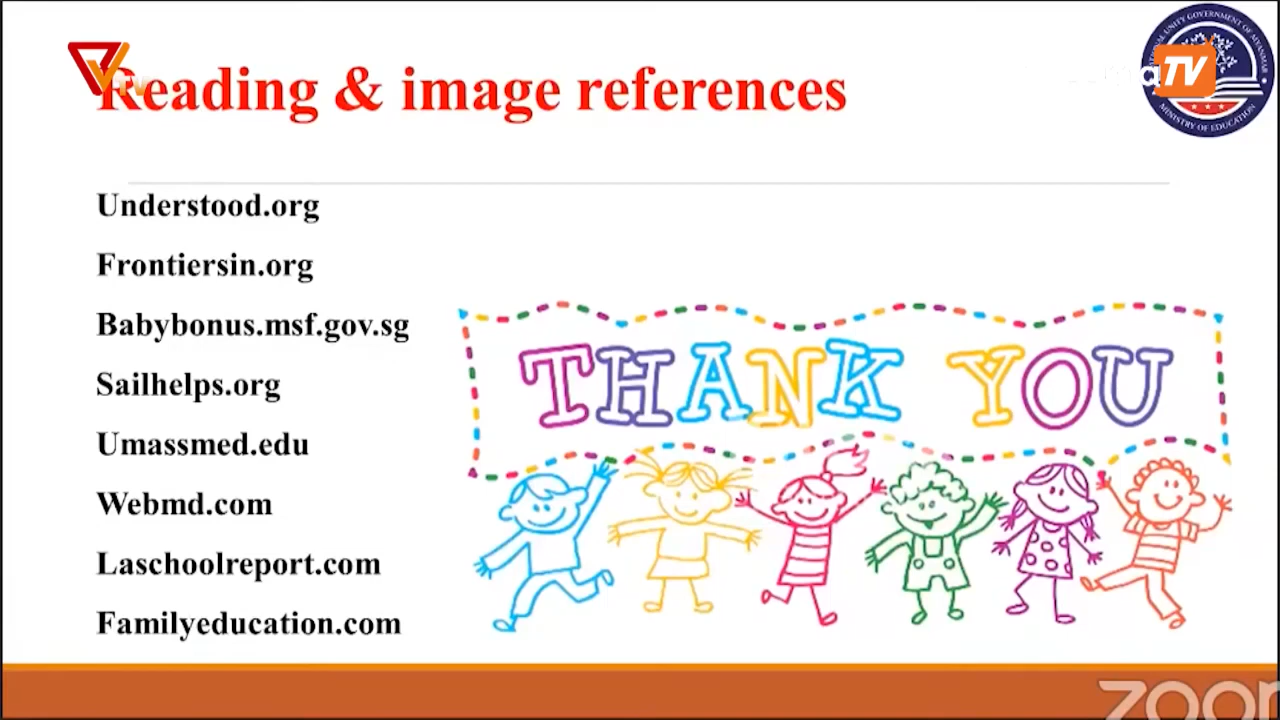 Reading & image references
TV
Understood.org
Frontiersin.org
Babybonus.msf.gov.sg
Sailhelps.org
Umassmed.edu
Webmd.com
Laschoolreport.com
Familyeducation.com
THANK YOU
MINISTRY OF EDUCATION
zoom